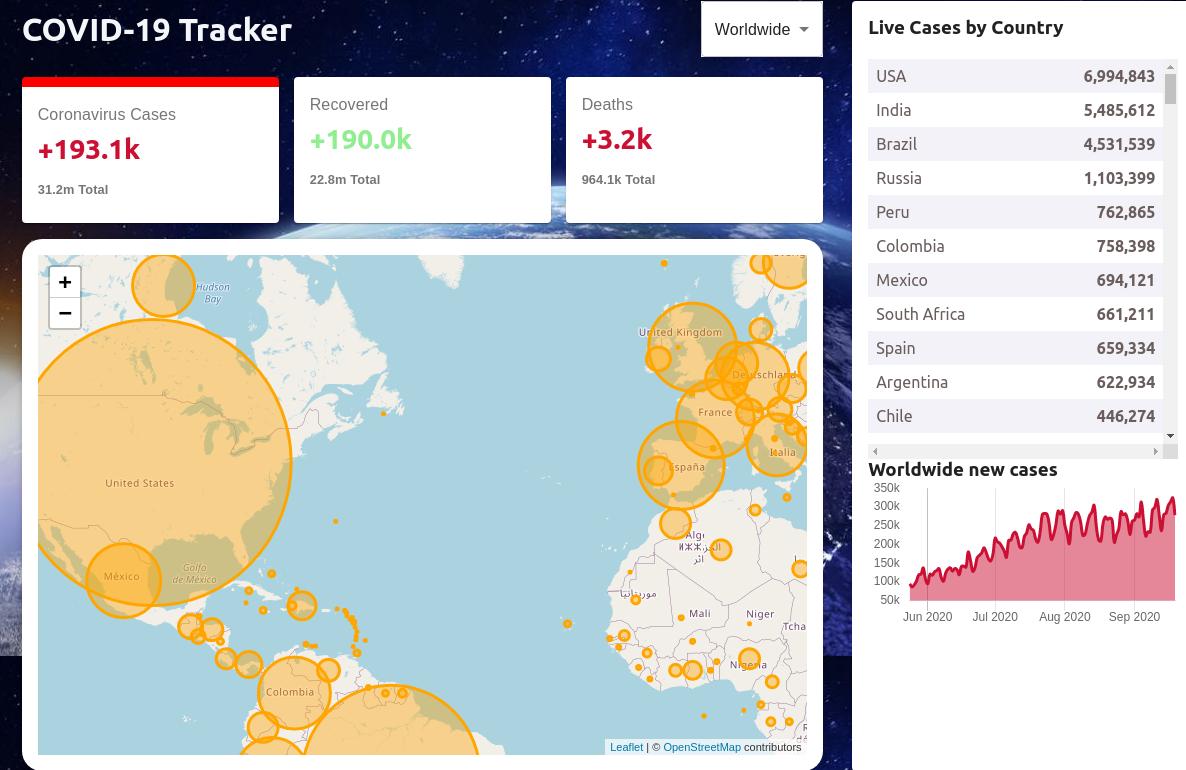 COVID-19 Tracker
Worldwide
Coronavirus Cases
+193.1k
31.2m Total
Recovered
+190.0k
22.8m Total
Deaths
+3.2k
964.1k Total
+
−
Hudson
Bay
United States
Golfo
de México
México
Colombia
United Kingdom
Deutschland
France
España
Italia
موريتانيا
Mali
Niger
Nigeria
Leaflet | © OpenStreetMap contributors
Live Cases by Country
USA 6,994,843
India 5,485,612
Brazil 4,531,539
Russia 1,103,399
Peru 762,865
Colombia 758,398
Mexico 694,121
South Africa 661,211
Spain 659,334
Argentina 622,934
Chile 446,274
Worldwide new cases
350k
300k
250k
200k
150k
100k
50k
Jun 2020 Jul 2020 Aug 2020 Sep 2020